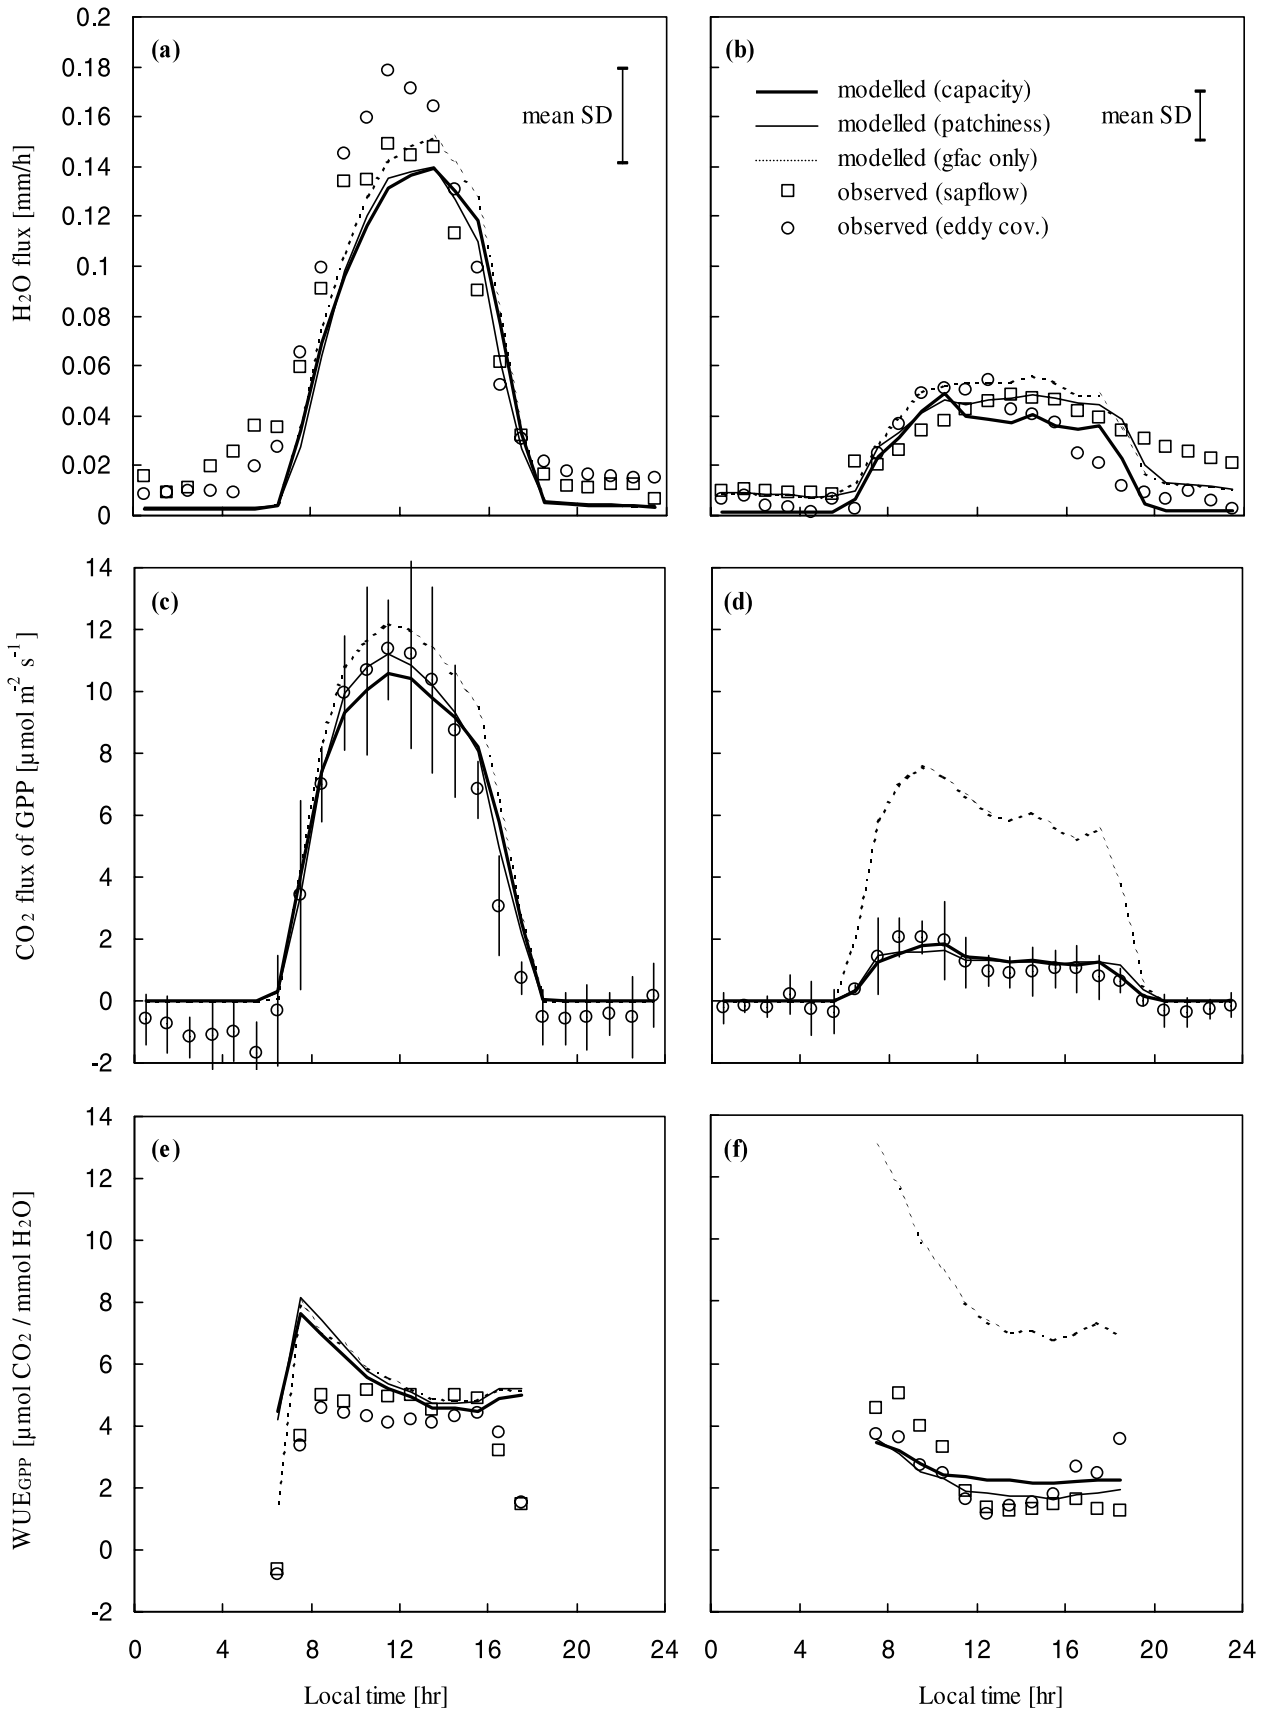 0.2
0.18
0.16
0.14
0.12
0.1
0.08
0.06
0.04
0.02
0
H2O flux [mm/h]
(a)
mean SD
(b)
modelled (capacity)
modelled (patchiness)
modelled (gfac only)
observed (sapflow)
observed (eddy cov.)
mean SD
14
12
10
8
6
4
2
0
-2
CO2 flux of GPP [µmol m-2 s-1]
(c)
(d)
14
12
10
8
6
4
2
0
-2
WUEGPP [µmol CO2 / mmol H2O]
(e)
(f)
0 4 8 12 16 20 24
0 4 8 12 16 20 24
Local time [hr]
Local time [hr]